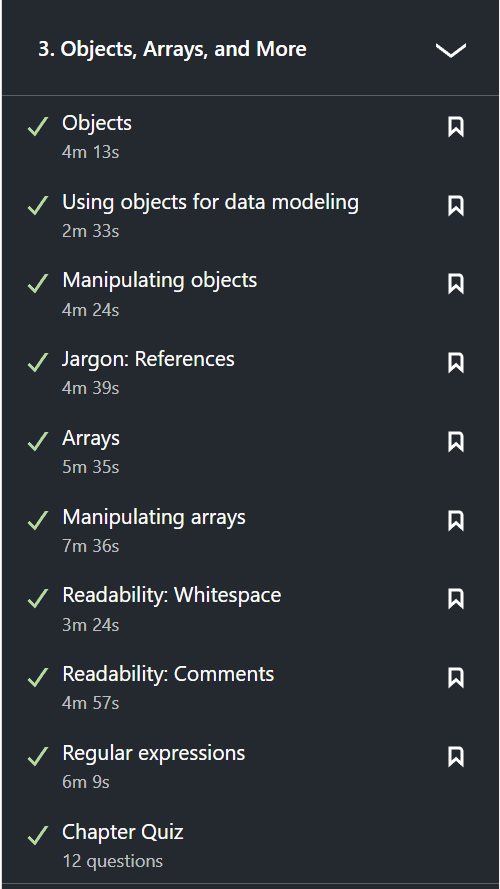 3. Objects, Arrays, and More
Objects
4m 13s
Using objects for data modeling
2m 33s
Manipulating objects
4m 24s
Jargon: References
4m 39s
Arrays
5m 35s
Manipulating arrays
7m 36s
Readability: Whitespace
3m 24s
Readability: Comments
4m 57s
Regular expressions
6m 9s
Chapter Quiz
12 questions